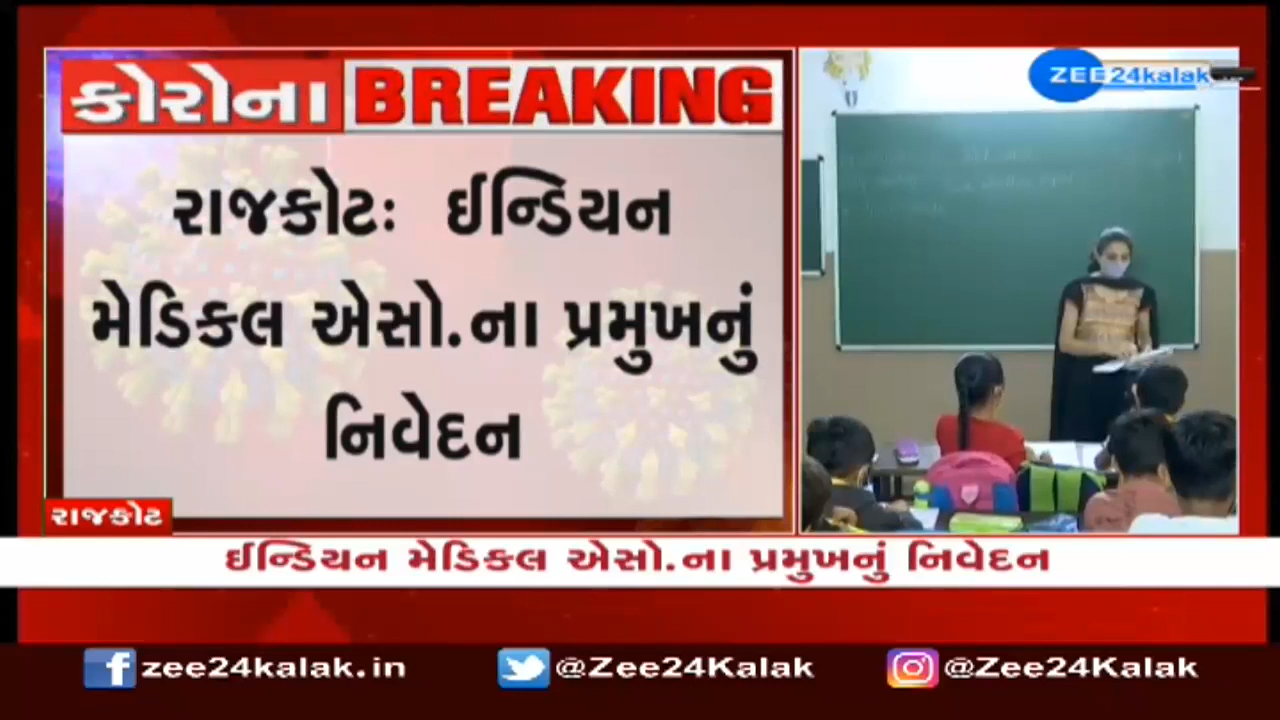 કોરોના BREAKING
ZEE24kalak
રાજકોટઃ ઈન્ડિયન
મેડિકલ એસો.ના પ્રમુખનું
નિવેદન
રાજકોટ
ઈન્ડિયન મેડિકલ એસો.ના પ્રમુખનું નિવેદન
zee24kalak.in @Zee24Kalak @Zee24Kalak